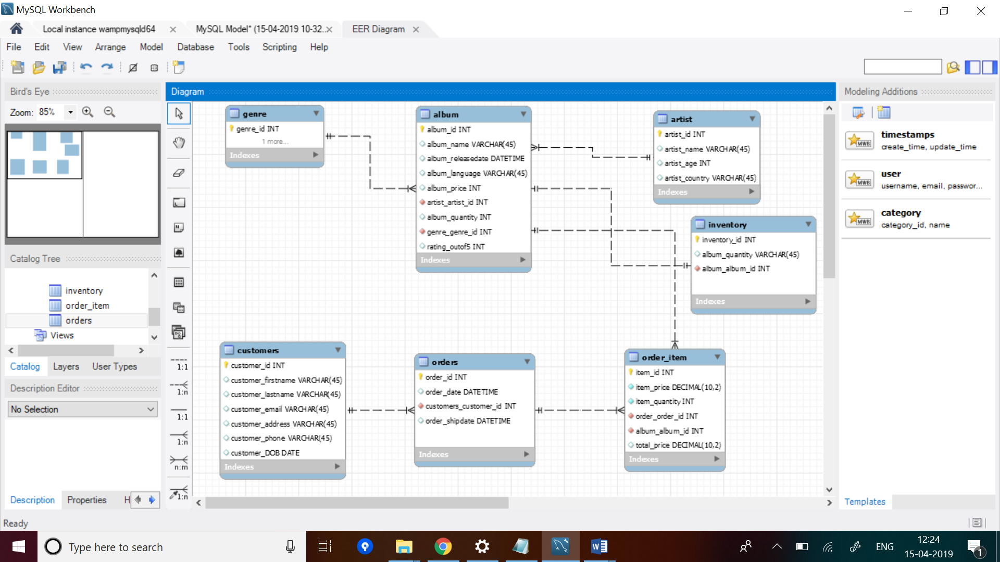 MySQL Workbench
Local instance wampmysqld64
MySQL Model* (15-04-2019 10-32...
EER Diagram
File Edit View Arrange Model Database Tools Scripting Help
Bird's Eye
Zoom: 85%
Catalog Tree
inventory
order_item
orders
Views
Catalog Layers User Types
Description Editor
No Selection
Description Properties H
Ready
Diagram
1:1
1:n
1:1
1:n
n:m
1:n
genre
genre_id INT
1 more...
Indexes
album
album_id INT
album_name VARCHAR(45)
album_releasedate DATETIME
album_language VARCHAR(45)
album_price INT
artist_artist_id INT
album_quantity INT
genre_genre_id INT
rating_outof5 INT
Indexes
artist
artist_id INT
artist_name VARCHAR(45)
artist_age INT
artist_country VARCHAR(45)
Indexes
inventory
inventory_id INT
album_quantity VARCHAR(45)
album_album_id INT
Indexes
customers
customer_id INT
customer_firstname VARCHAR(45)
customer_lastname VARCHAR(45)
customer_email VARCHAR(45)
customer_address VARCHAR(45)
customer_phone VARCHAR(45)
customer_DOB DATE
Indexes
orders
order_id INT
order_date DATETIME
customers_customer_id INT
order_shipdate DATETIME
Indexes
order_item
item_id INT
item_price DECIMAL(10,2)
item_quantity INT
order_order_id INT
album_album_id INT
total_price DECIMAL(10,2)
Indexes
Modeling Additions
MWB
timestamps
create_time, update_time
MWB
user
username, email, passwor...
MWB
category
category_id, name
Templates
Type here to search
W
ENG
12:24
15-04-2019
1